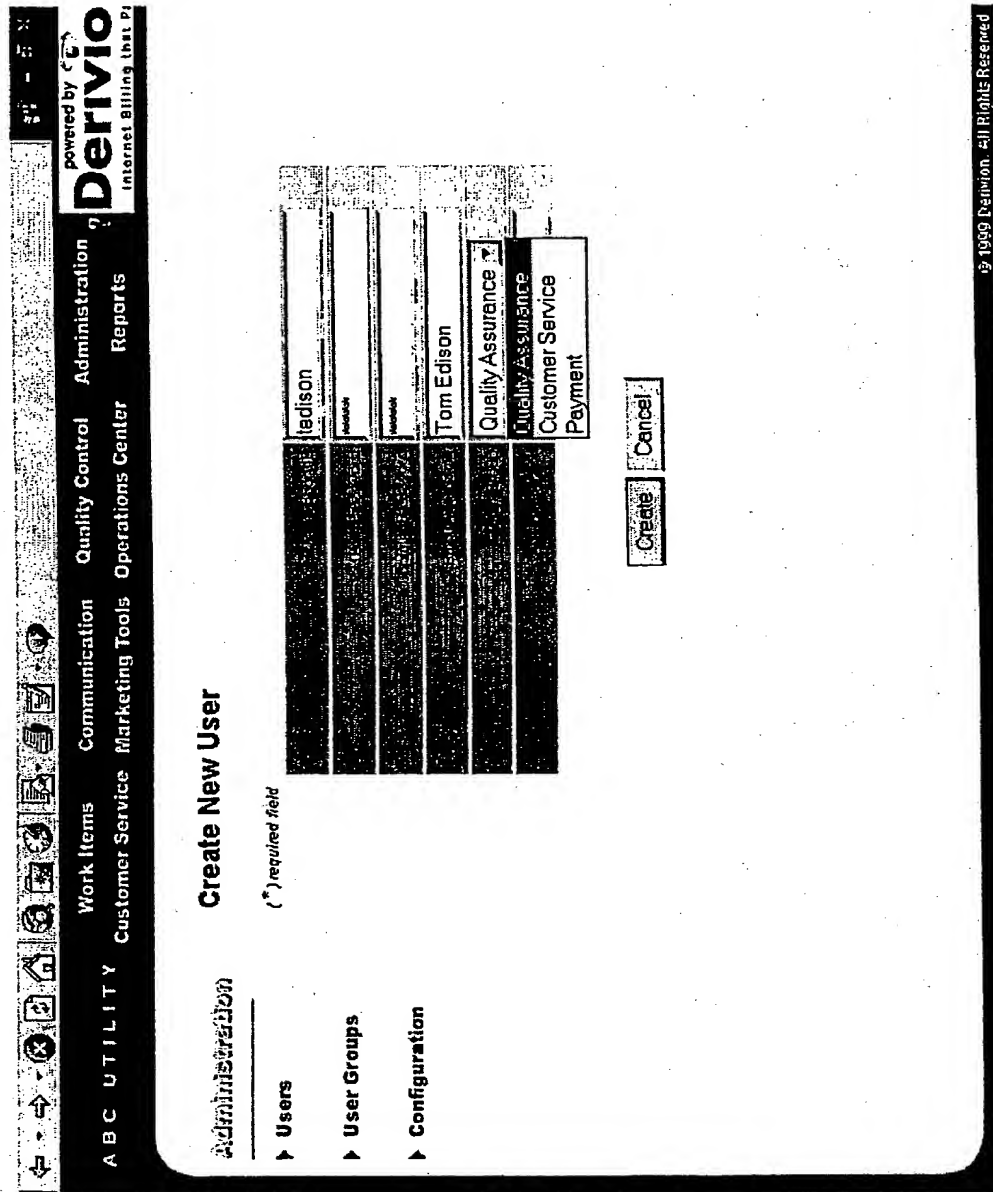 powered by
Derivio
Internet Billing that Pa
Work Items Communication Quality Control Administration ?
ABC UTILITY
Customer Service Marketing Tools Operations Center Reports
Administration
Users
User Groups
Configuration
Create New User
(*) required field
tedison
Tom Edison
Quality Assurance
Quality Assurance
Customer Service
Payment
Create Cancel
© 1999 Derivion. All Rights Reserved